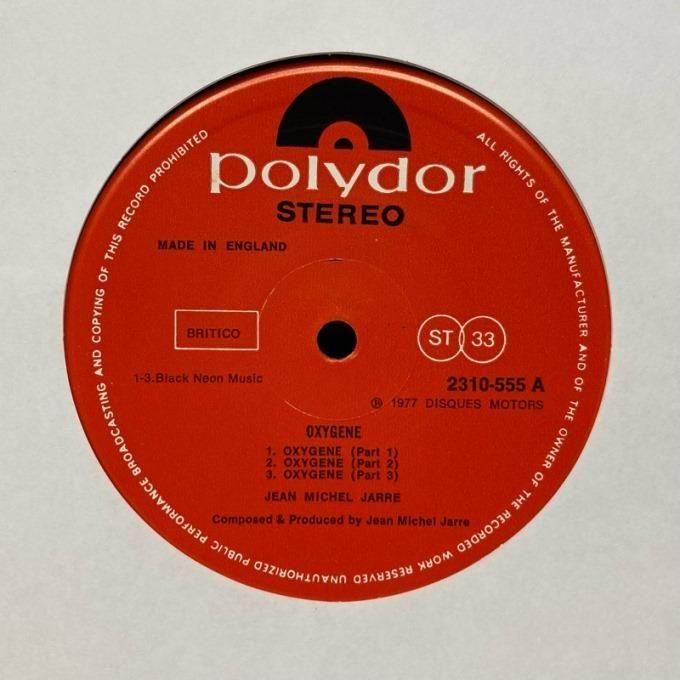 polydor
STEREO
MADE IN ENGLAND
BRITICO
ST 33
1-3.Black Neon Music
2310-555 A
℗ 1977 DISQUES MOTORS
OXYGENE
1. OXYGENE (Part 1)
2. OXYGENE (Part 2)
3. OXYGENE (Part 3)
JEAN MICHEL JARRE
Composed & Produced by Jean Michel Jarre
ALL RIGHTS OF THE MANUFACTURER AND OF THE OWNER OF THE RECORDED WORK RESERVED UNAUTHORIZED PUBLIC PERFORMANCE BROADCASTING AND COPYING OF THIS RECORD PROHIBITED